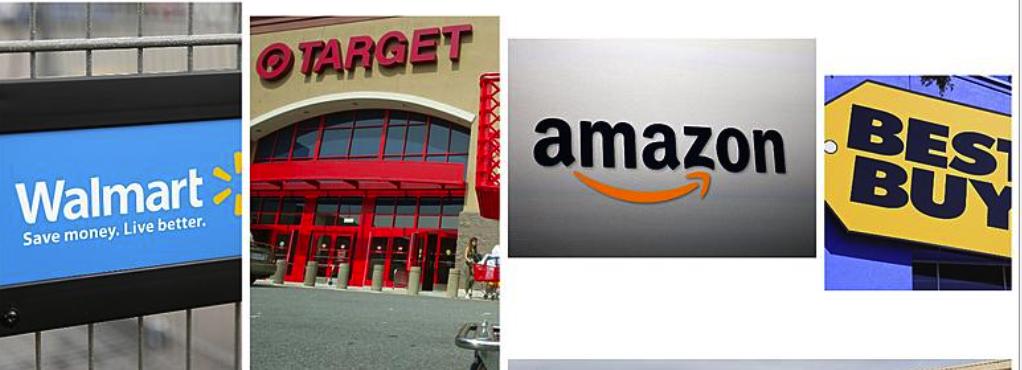 Walmart
Save money. Live better.
TARGET
amazon
BEST
BUY